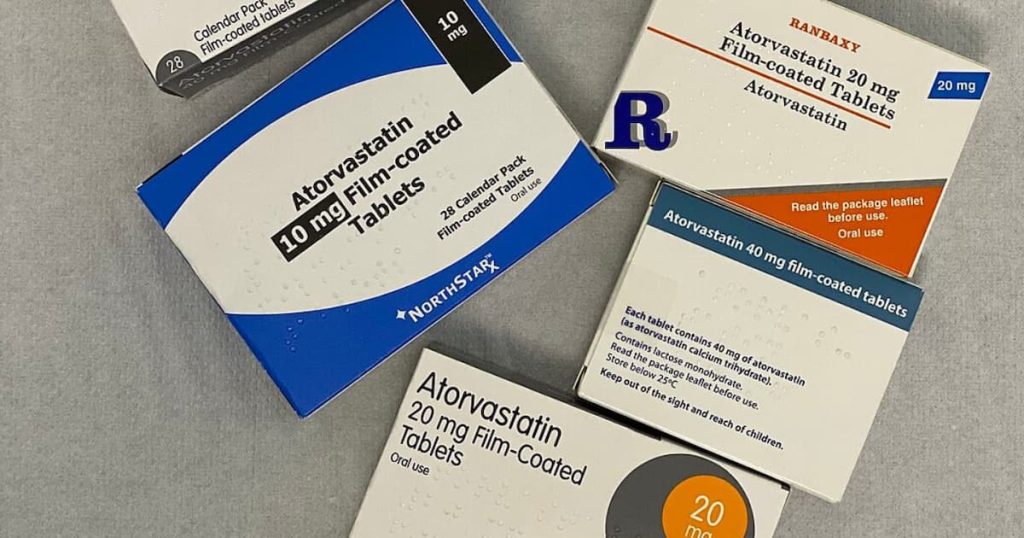 Calendar Pack
Film-coated tablets
28
Atorvastatin
10
mg
Atorvastatin
10 mg Film-coated
Tablets
28 Calendar Pack
Film-coated Tablets
Oral use
NORTHSTAR™X
RANBAXY
Atorvastatin 20 mg
Film-coated Tablets
Atorvastatin
20 mg
R
Read the package leaflet
before use.
Oral use
Atorvastatin 40 mg film-coated tablets
Each tablet contains 40 mg of atorvastatin
(as atorvastatin calcium trihydrate).
Contains lactose monohydrate.
Read the package leaflet before use.
Store below 25ºC
Keep out of the sight and reach of children.
Atorvastatin
20 mg Film-Coated
Tablets
Oral use
20
mg